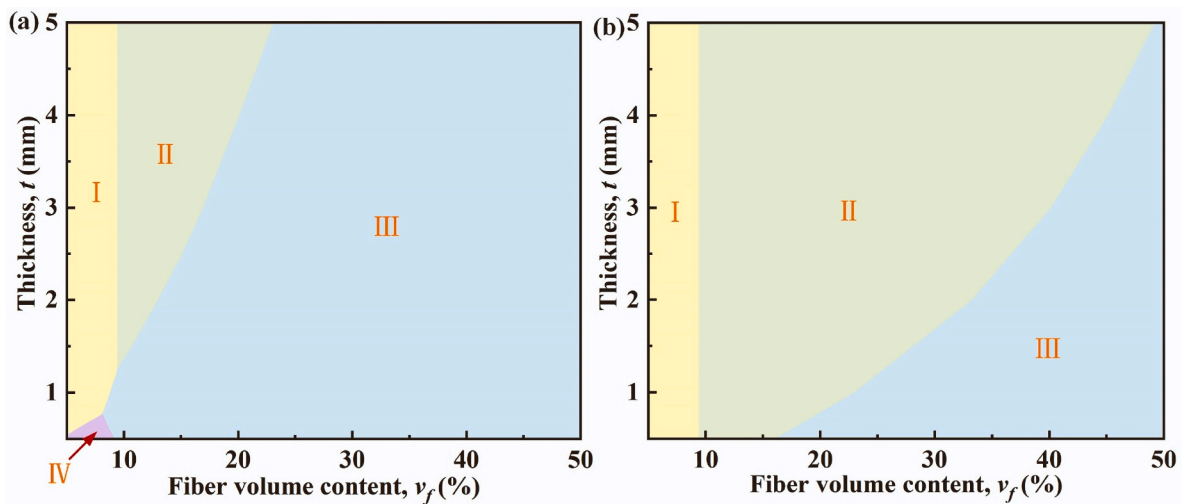 (a)
5
4
3
2
1
Thickness, t (mm)
I
II
III
IV
10
20
30
40
50
Fiber volume content, vf (%)
(b)
5
4
3
2
1
Thickness, t (mm)
I
II
III
10
20
30
40
50
Fiber volume content, vf (%)